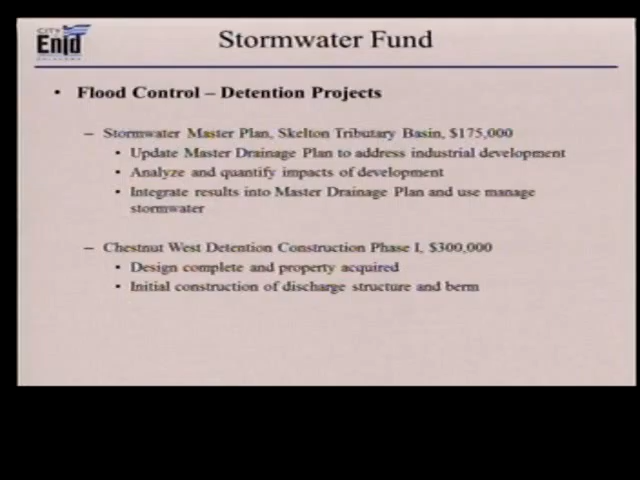 CITY
Enid
Stormwater Fund
• Flood Control – Detention Projects
– Stormwater Master Plan, Skelton Tributary Basin, $175,000
• Update Master Drainage Plan to address industrial development
• Analyze and quantify impacts of development
• Integrate results into Master Drainage Plan and use manage
stormwater
– Chestnut West Detention Construction Phase I, $300,000
• Design complete and property acquired
• Initial construction of discharge structure and berm